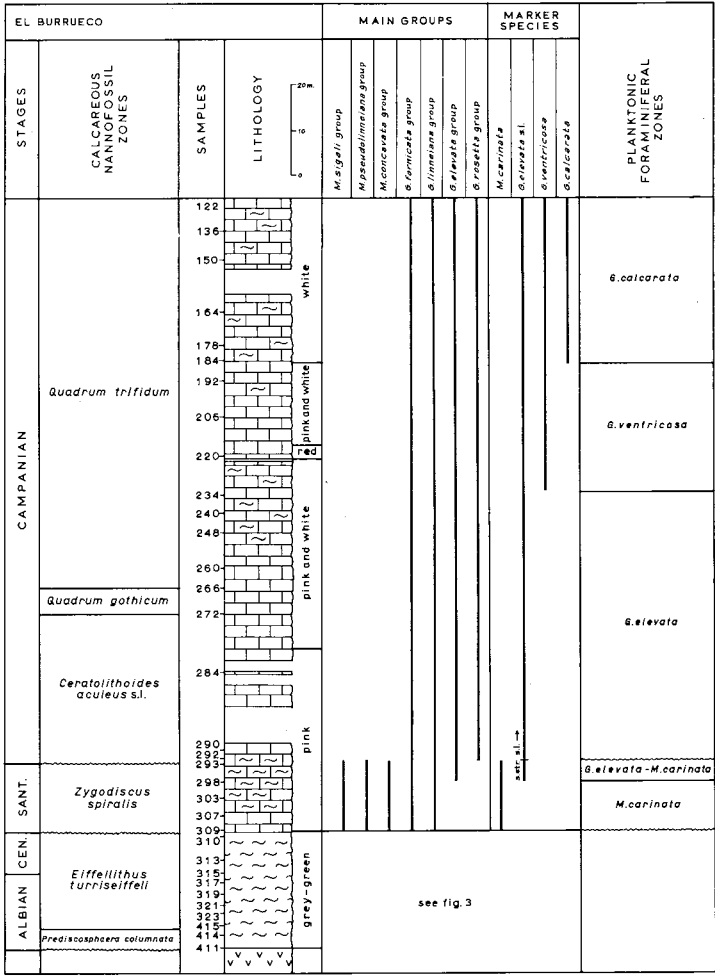 EL BURRUECO
MAIN GROUPS
MARKER SPECIES
STAGES
CALCAREOUS NANNOFOSSIL ZONES
SAMPLES
LITHOLOGY
20m.
10
0
M.sigali group
M.pseudolinneiana group
M.concavata group
G.fornicata group
G.linneiana group
G.elevata group
G.rosetta group
M.carinata
G.elevata s.l.
G.ventricosa
G.calcarata
PLANKTONIC FORAMINIFERAL ZONES
CAMPANIAN
SANT.
CEN.
ALBIAN
Quadrum trifidum
Quadrum gothicum
Ceratolithoides
aculeus s.l.
Zygodiscus
spiralis
Eiffellithus
turriseiffeli
Prediscosphaera columnata
122
136
150
164
178
184
192
206
220
234
240
248
260
266
272
284
290
292
293
298
303
307
309
310
313
315
317
319
321
323
415
414
411
white
pink and white
red
pink and white
pink
grey-green
s.str. s.l. →
see fig. 3
G.calcarata
G.ventricosa
G.elevata
G.elevata-M.carinata
M.carinata